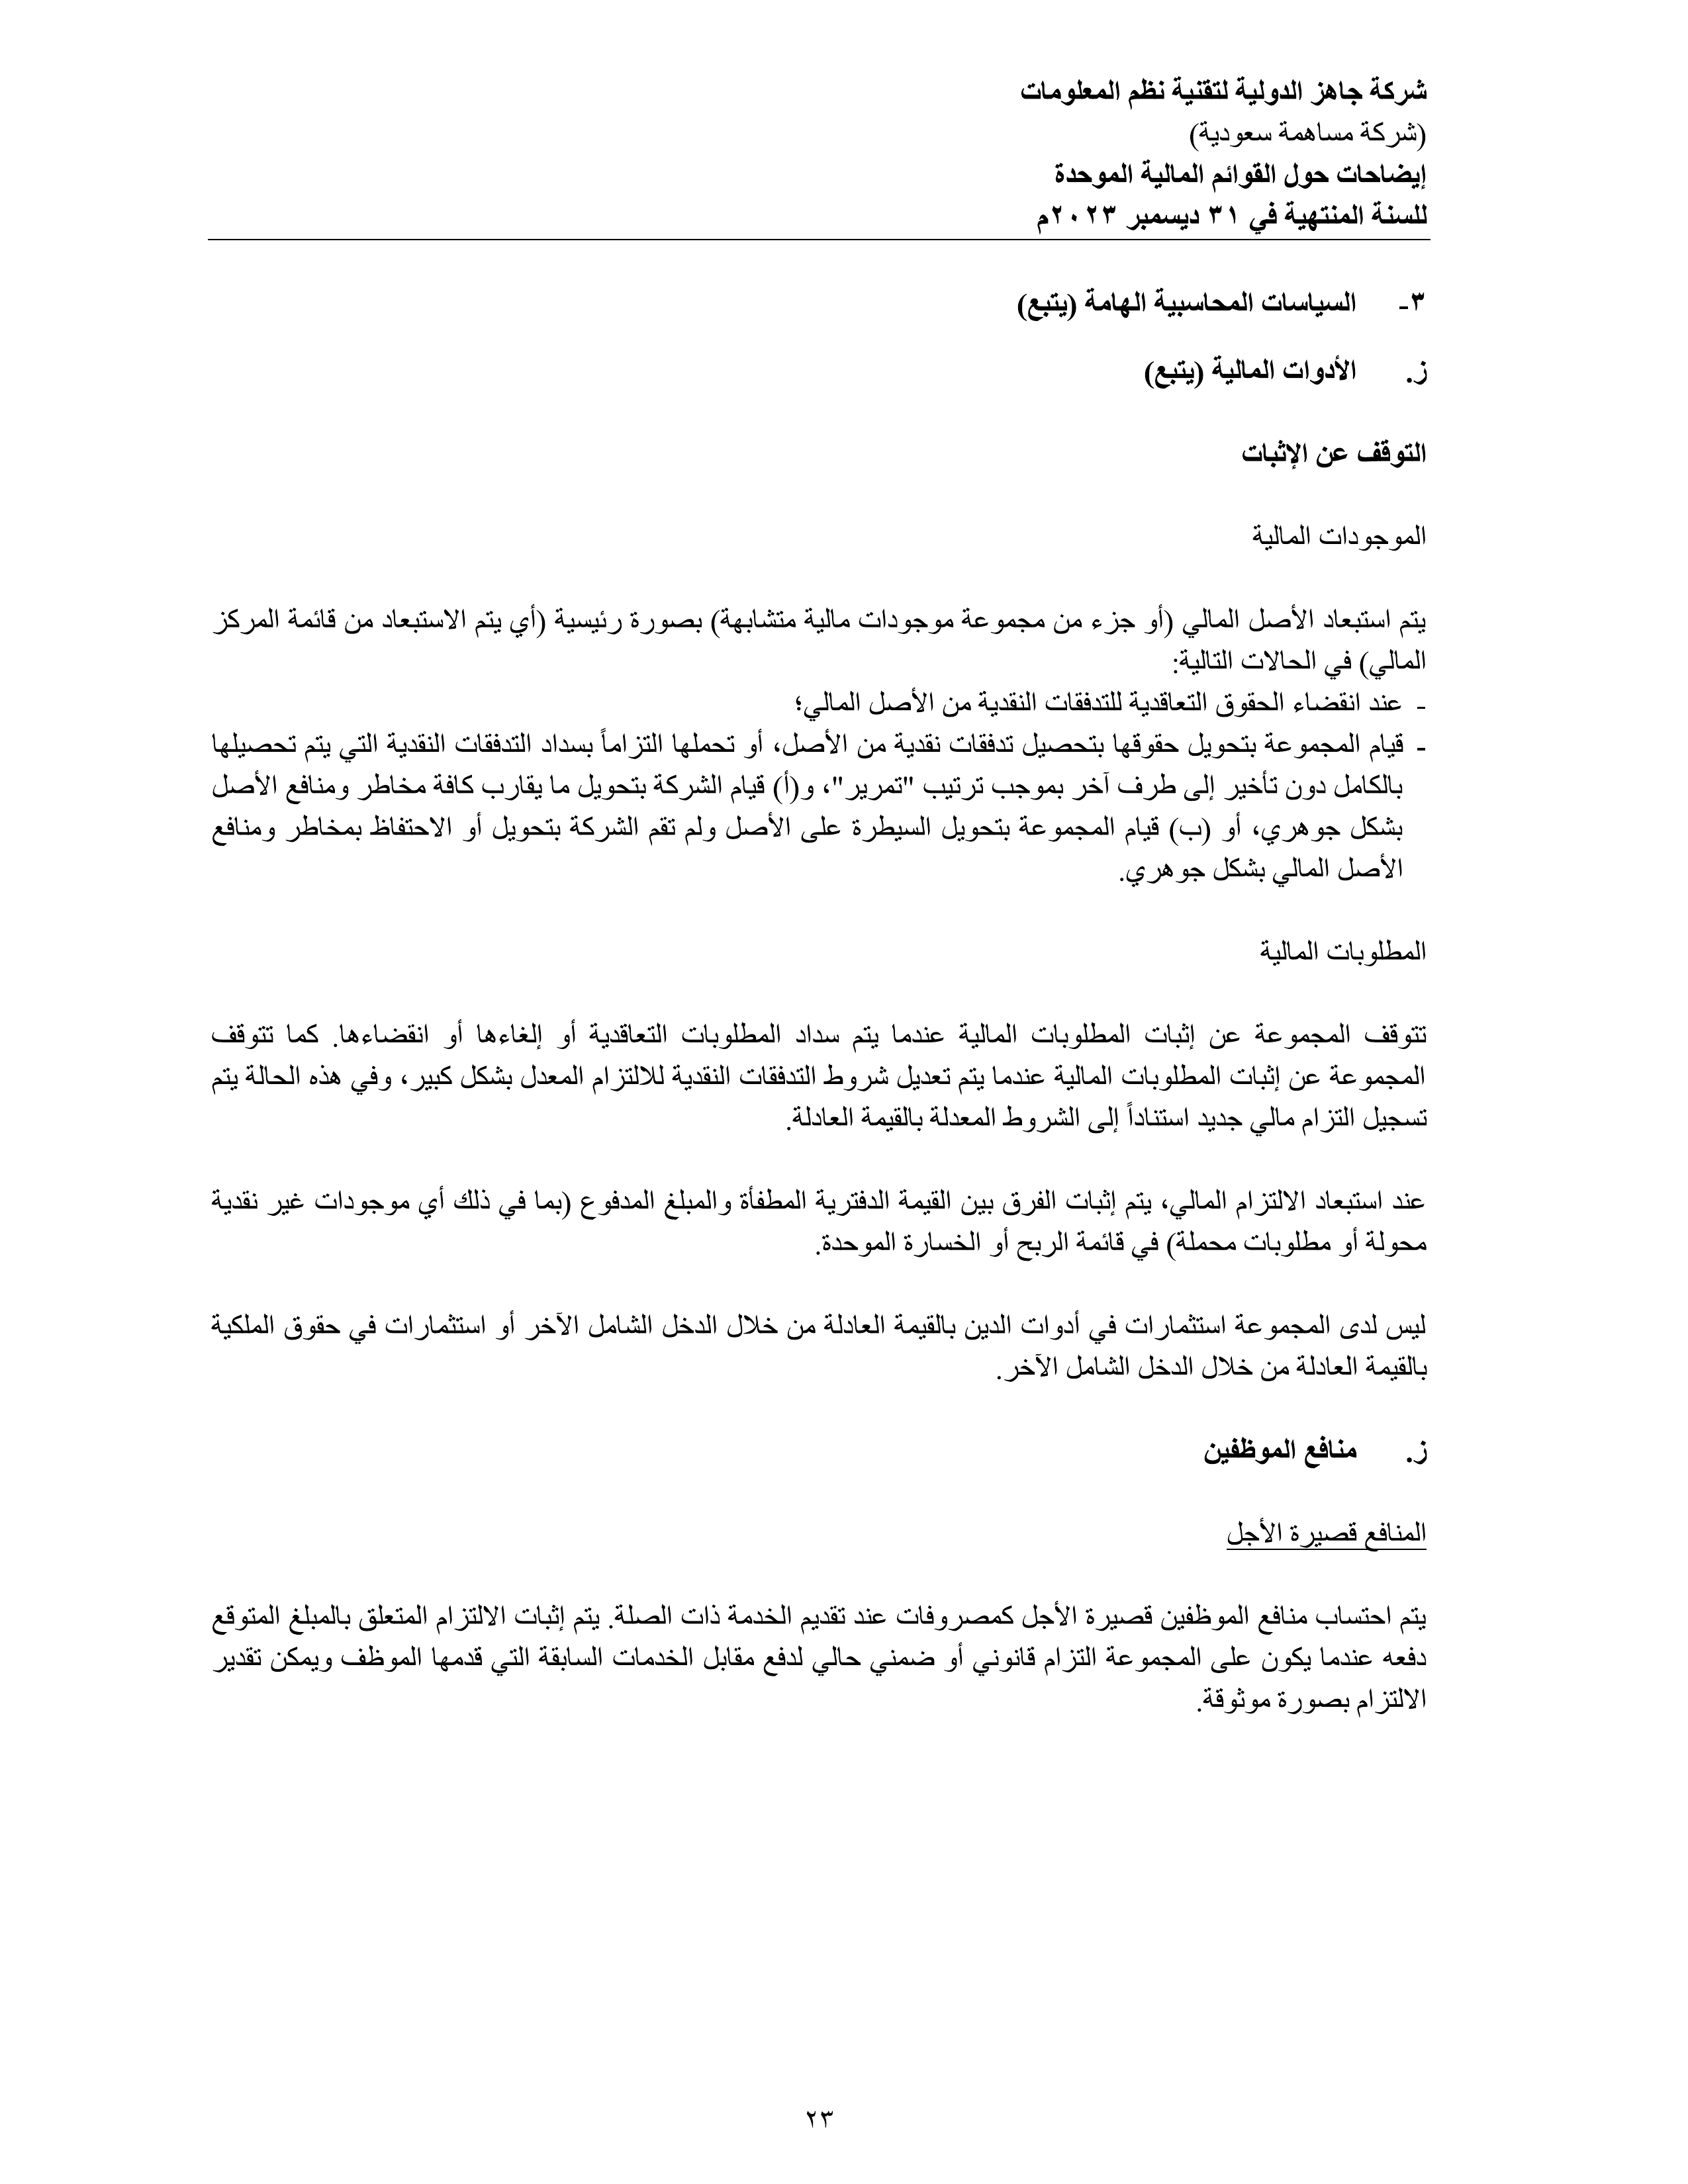 شركة جاهز الدولية لتقنية نظم المعلومات
(شركة مساهمة سعودية)
إيضاحات حول القوائم المالية الموحدة
للسنة المنتهية في ٣١ ديسمبر ٢٠٢٣م
٣- السياسات المحاسبية الهامة (يتبع)
ز. الأدوات المالية (يتبع)
التوقف عن الإثبات
الموجودات المالية
يتم استبعاد الأصل المالي (أو جزء من مجموعة موجودات مالية متشابهة) بصورة رئيسية (أي يتم الاستبعاد من قائمة المركز
المالي) في الحالات التالية:
- عند انقضاء الحقوق التعاقدية للتدفقات النقدية من الأصل المالي؛
- قيام المجموعة بتحويل حقوقها بتحصيل تدفقات نقدية من الأصل، أو تحملها التزاماً بسداد التدفقات النقدية التي يتم تحصيلها
بالكامل دون تأخير إلى طرف آخر بموجب ترتيب "تمرير"، و(أ) قيام الشركة بتحويل ما يقارب كافة مخاطر ومنافع الأصل
بشكل جوهري، أو (ب) قيام المجموعة بتحويل السيطرة على الأصل ولم تقم الشركة بتحويل أو الاحتفاظ بمخاطر ومنافع
الأصل المالي بشكل جوهري.
المطلوبات المالية
تتوقف المجموعة عن إثبات المطلوبات المالية عندما يتم سداد المطلوبات التعاقدية أو إلغاءها أو انقضاءها. كما تتوقف
المجموعة عن إثبات المطلوبات المالية عندما يتم تعديل شروط التدفقات النقدية للالتزام المعدل بشكل كبير، وفي هذه الحالة يتم
تسجيل التزام مالي جديد استناداً إلى الشروط المعدلة بالقيمة العادلة.
عند استبعاد الالتزام المالي، يتم إثبات الفرق بين القيمة الدفترية المطفأة والمبلغ المدفوع (بما في ذلك أي موجودات غير نقدية
محولة أو مطلوبات محملة) في قائمة الربح أو الخسارة الموحدة.
ليس لدى المجموعة استثمارات في أدوات الدين بالقيمة العادلة من خلال الدخل الشامل الآخر أو استثمارات في حقوق الملكية
بالقيمة العادلة من خلال الدخل الشامل الآخر.
ز. منافع الموظفين
المنافع قصيرة الأجل
يتم احتساب منافع الموظفين قصيرة الأجل كمصروفات عند تقديم الخدمة ذات الصلة. يتم إثبات الالتزام المتعلق بالمبلغ المتوقع
دفعه عندما يكون على المجموعة التزام قانوني أو ضمني حالي لدفع مقابل الخدمات السابقة التي قدمها الموظف ويمكن تقدير
الالتزام بصورة موثوقة.
٢٣